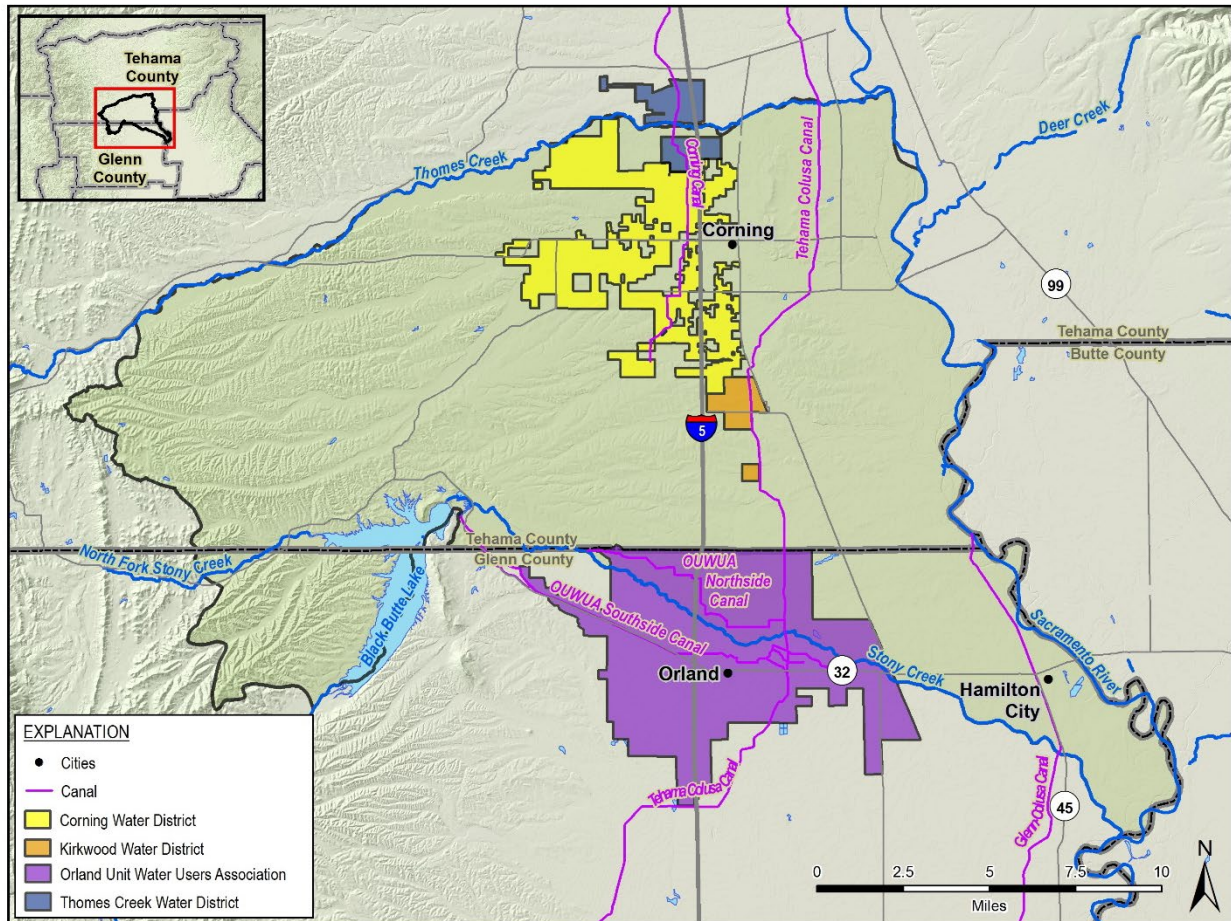 Tehama
County
Glenn
County
Thomes Creek
Deer Creek
Corning Canal
Tehama Colusa Canal
Corning
99
Tehama County
Butte County
5
North Fork Stony Creek
Tehama County
Glenn County
Black Butte Lake
OUWUA
Northside
Canal
OUWUA Southside Canal
Orland
32
Stony Creek
Hamilton
City
Sacramento River
Tehama Colusa Canal
Glenn-Colusa Canal
45
EXPLANATION
Cities
Canal
Corning Water District
Kirkwood Water District
Orland Unit Water Users Association
Thomes Creek Water District
0 2.5 5 7.5 10
Miles
N